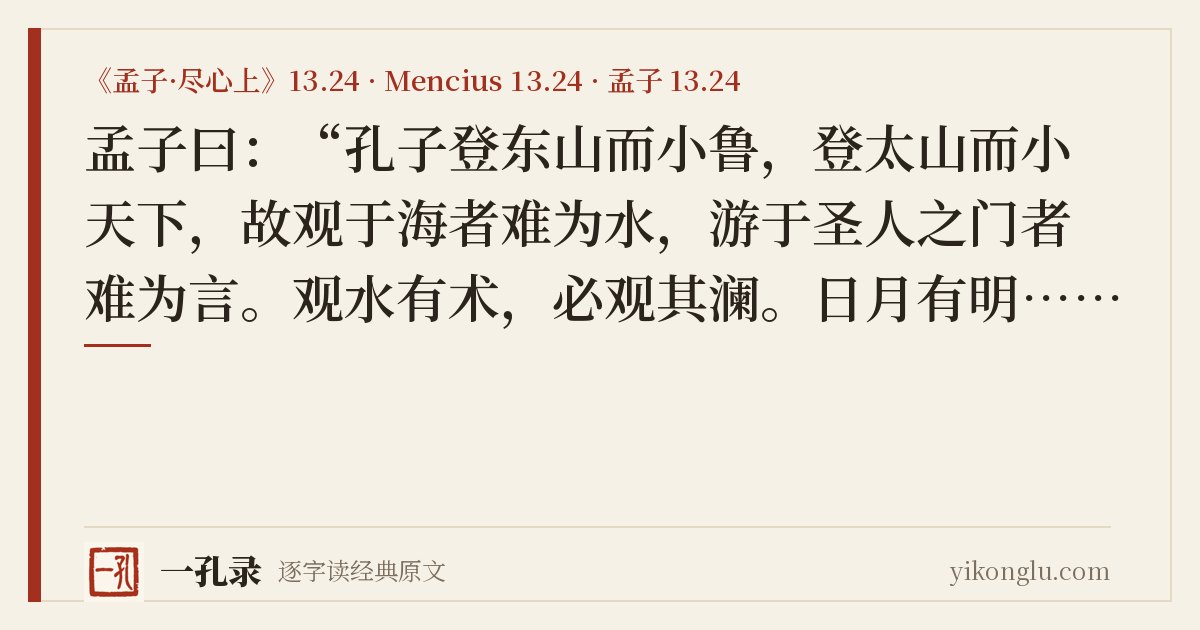 《孟子·尽心上》13.24 · Mencius 13.24 · 孟子 13.24
孟子曰：“孔子登东山而小鲁，登太山而小
天下，故观于海者难为水，游于圣人之门者
难为言。观水有术，必观其澜。日月有明……
一孔
一孔录 逐字读经典原文
yikonglu.com